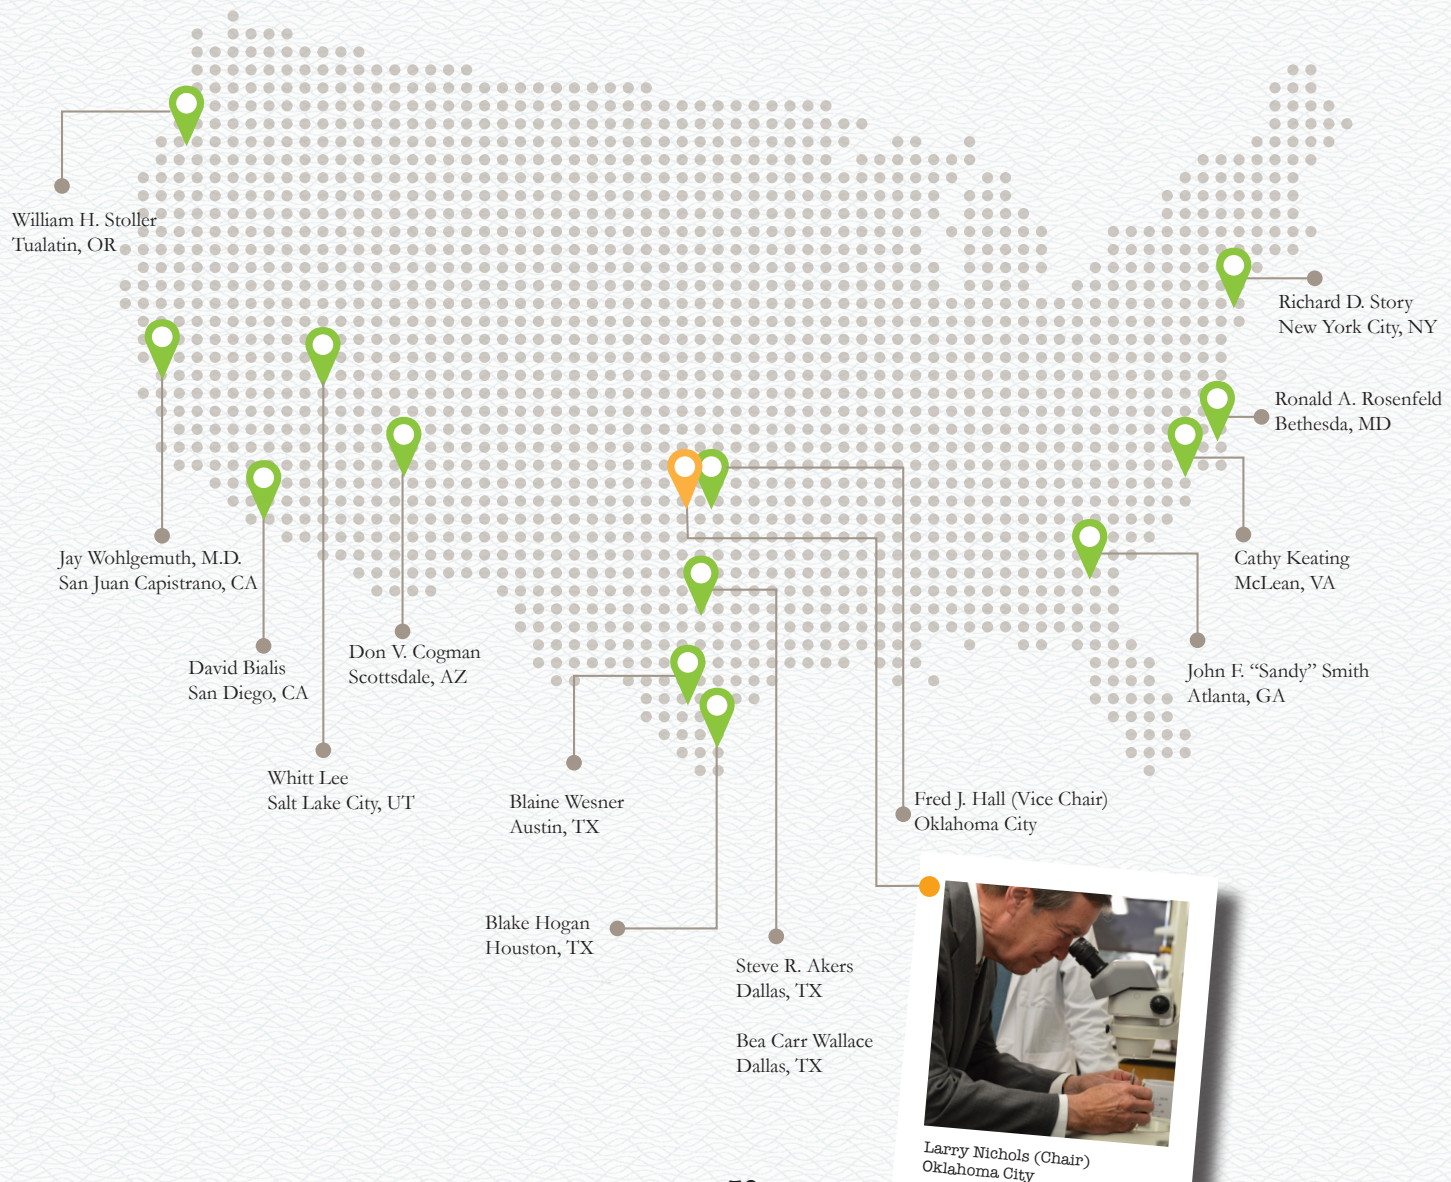 William H. Stoller
Tualatin, OR
Richard D. Story
New York City, NY
Ronald A. Rosenfeld
Bethesda, MD
Cathy Keating
McLean, VA
Jay Wohlgemuth, M.D.
San Juan Capistrano, CA
David Bialis
San Diego, CA
Don V. Cogman
Scottsdale, AZ
John F. “Sandy” Smith
Atlanta, GA
Whitt Lee
Salt Lake City, UT
Blaine Wesner
Austin, TX
Fred J. Hall (Vice Chair)
Oklahoma City
Blake Hogan
Houston, TX
Steve R. Akers
Dallas, TX
Bea Carr Wallace
Dallas, TX
Larry Nichols (Chair)
Oklahoma City